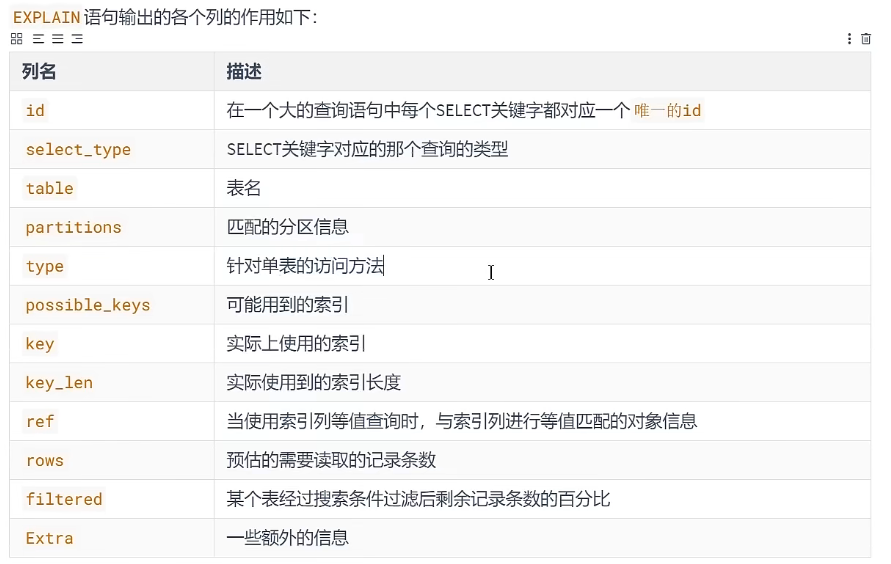 EXPLAIN语句输出的各个列的作用如下：
列名 描述
id 在一个大的查询语句中每个SELECT关键字都对应一个 唯一的id
select_type SELECT关键字对应的那个查询的类型
table 表名
partitions 匹配的分区信息
type 针对单表的访问方法
possible_keys 可能用到的索引
key 实际上使用的索引
key_len 实际使用到的索引长度
ref 当使用索引列等值查询时，与索引列进行等值匹配的对象信息
rows 预估的需要读取的记录条数
filtered 某个表经过搜索条件过滤后剩余记录条数的百分比
Extra 一些额外的信息